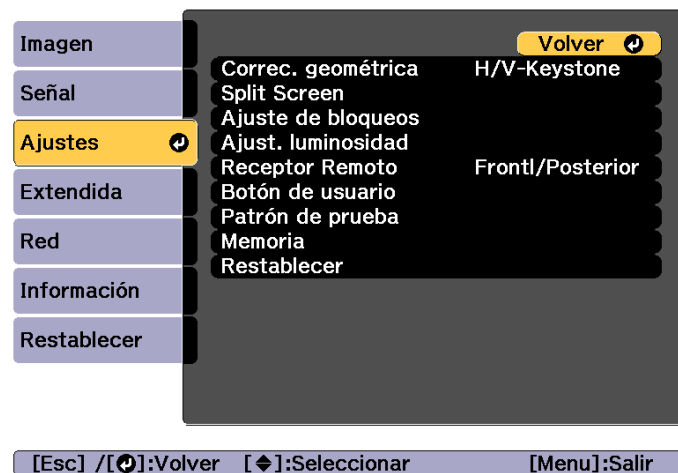 Imagen
Señal
Ajustes
Extendida
Red
Información
Restablecer
Volver
Correc. geométrica H/V-Keystone
Split Screen
Ajuste de bloqueos
Ajust. luminosidad
Receptor Remoto Frontl/Posterior
Botón de usuario
Patrón de prueba
Memoria
Restablecer
[Esc] /[⏎]:Volver [◆]:Seleccionar [Menu]:Salir